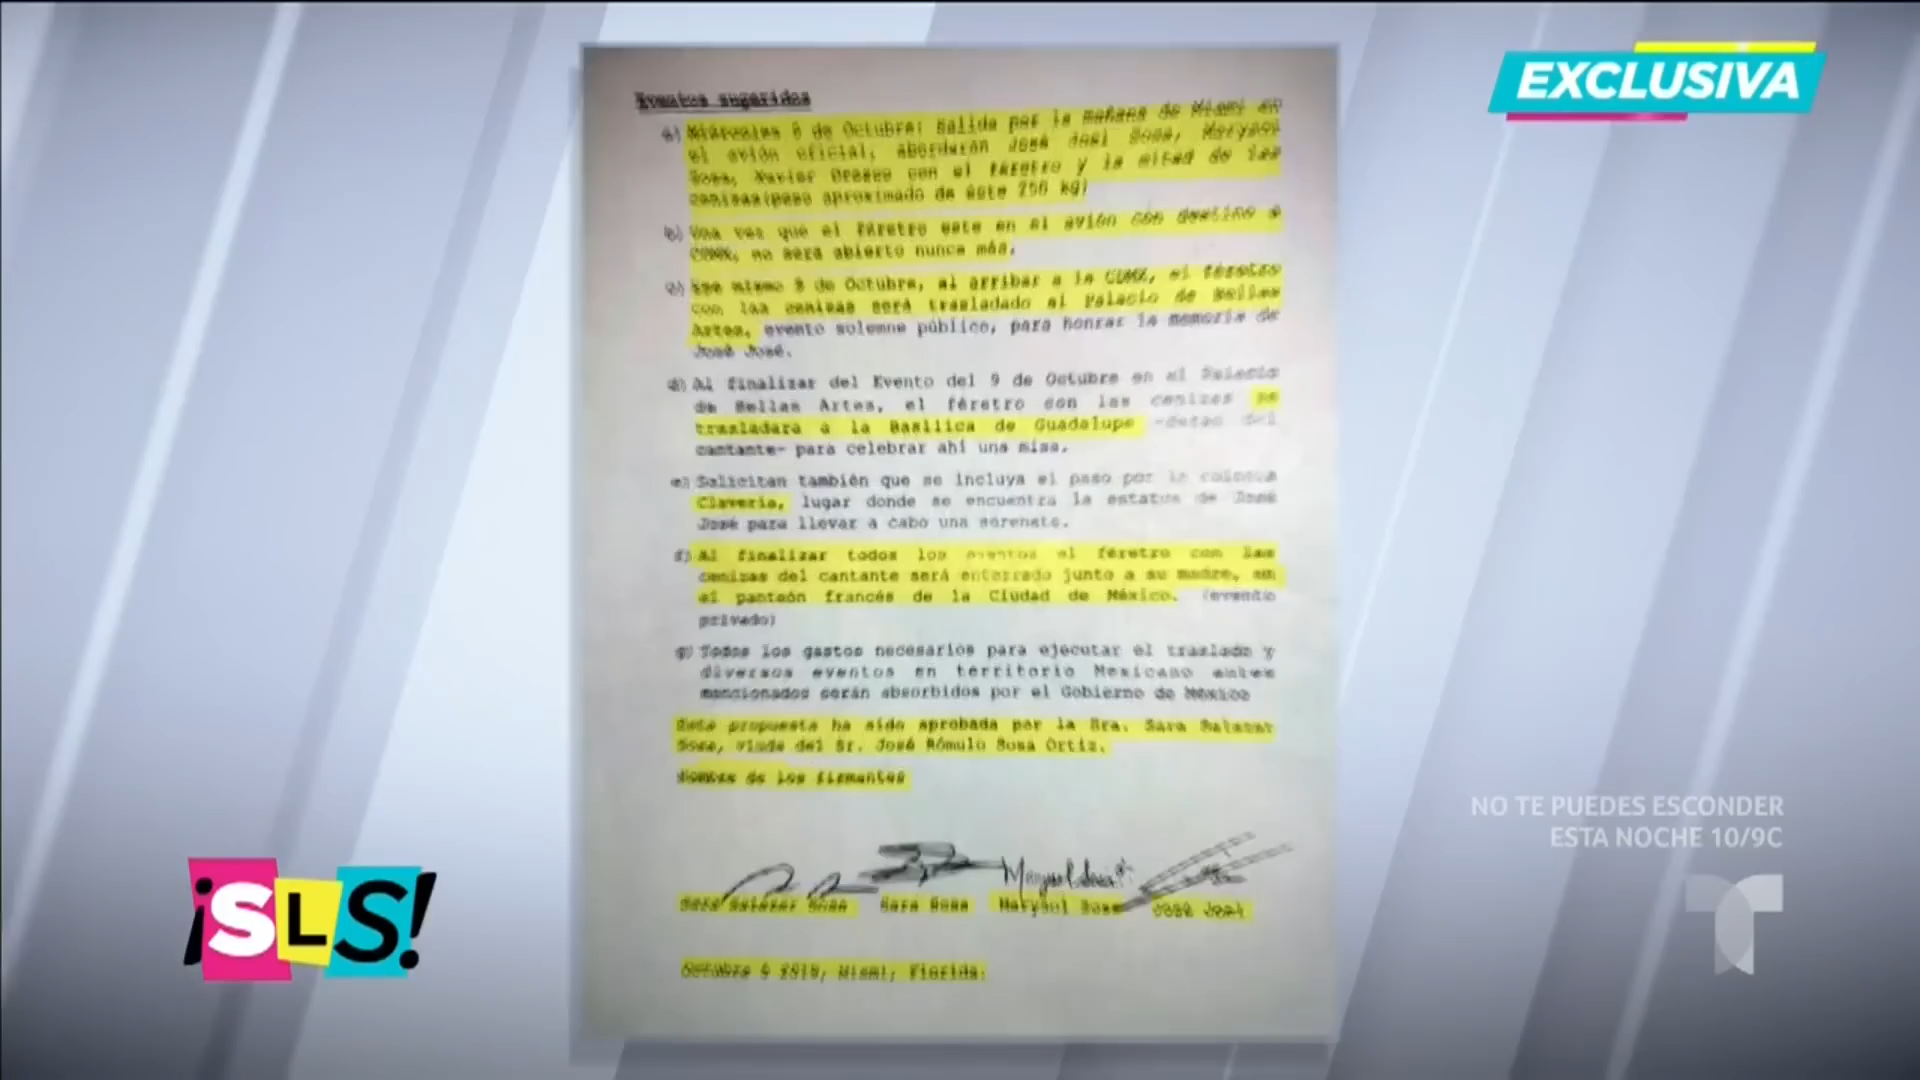 EXCLUSIVA
Eventos sugeridos
a) Miércoles 9 de Octubre: Salida por la mañana de Miami en
el avión oficial, abordarán José Joel Sosa, Marysol
Sosa, Xavier Orozco con el féretro y la mitad de las
cenizas(peso aproximado de éste 250 kg)
b) Una vez que el féretro este en el avión con destino a
CDMX, no será abierto nunca más.
c) Ese mismo 9 de Octubre, al arribar a la CDMX, el féretro
con las cenizas será trasladado al Palacio de Bellas
Artes, evento solemne público, para honrar la memoria de
José José.
d) Al finalizar del Evento del 9 de Octubre en el Palacio
de Bellas Artes, el féretro con las cenizas se
trasladara a la Basílica de Guadalupe -deseo del
cantante- para celebrar ahí una misa.
e) Solicitan también que se incluya el paso por la colonia
Clavería, lugar donde se encuentra la estatua de José
José para llevar a cabo una serenata.
f) Al finalizar todos los eventos el féretro con las
cenizas del cantante será enterrado junto a su madre, en
el panteón francés de la Ciudad de México. (evento
privado)
g) Todos los gastos necesarios para ejecutar el traslado y
diversos eventos en territorio Mexicano antes
mencionados serán absorbidos por el Gobierno de México
Esta propuesta ha sido aprobada por la Sra. Sara Salazar
Sosa, viuda del Sr. José Rómulo Sosa Ortiz.
Nombre de los firmantes
Sara Salazar Sosa Sara Sosa Marysol Sosa José Joel
Octubre 2019, Miami, Florida.
NO TE PUEDES ESCONDER
ESTA NOCHE 10/9C
¡SLS!